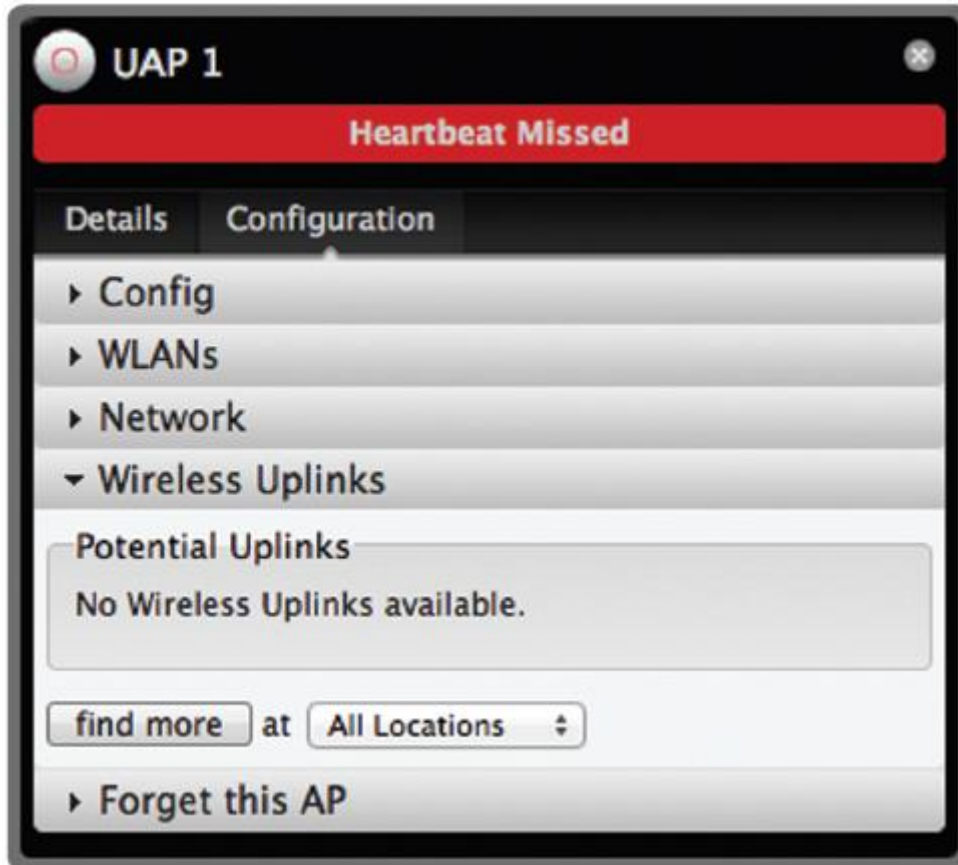 UAP 1
Heartbeat Missed
Details Configuration
Config
WLANs
Network
Wireless Uplinks
Potential Uplinks
No Wireless Uplinks available.
find more at All Locations
Forget this AP